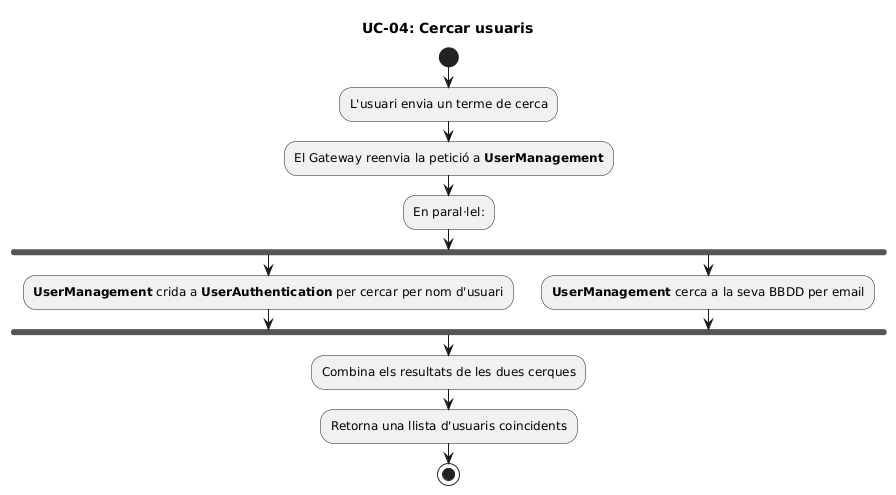 UC-04: Cercar usuaris
L'usuari envia un terme de cerca
El Gateway reenvia la petició a UserManagement
En paral·lel:
UserManagement crida a UserAuthentication per cercar per nom d'usuari
UserManagement cerca a la seva BBDD per email
Combina els resultats de les dues cerques
Retorna una llista d'usuaris coincidents